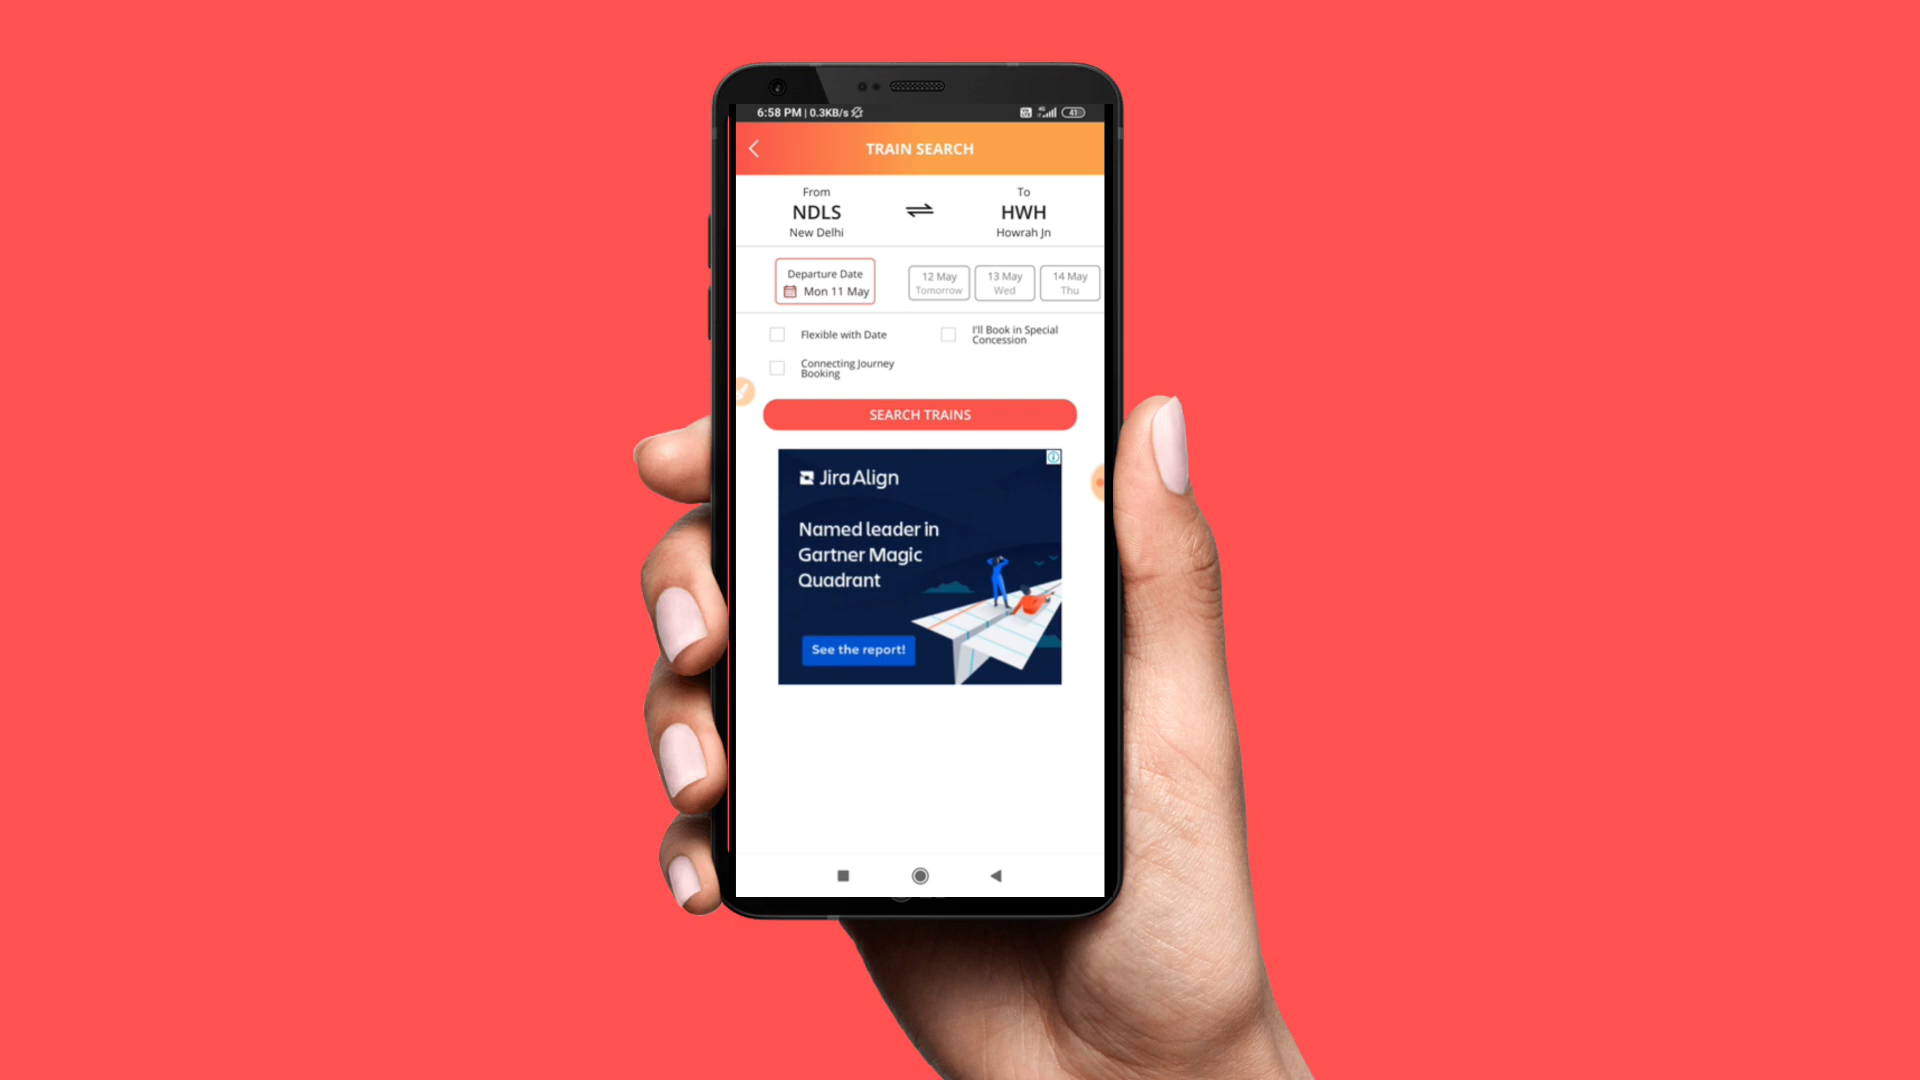 6:58 PM | 0.3KB/s
41
TRAIN SEARCH
From
NDLS
New Delhi
To
HWH
Howrah Jn
Departure Date
Mon 11 May
12 May
Tomorrow
13 May
Wed
14 May
Thu
Flexible with Date
I'll Book in Special
Concession
Connecting Journey
Booking
SEARCH TRAINS
Jira Align
Named leader in
Gartner Magic
Quadrant
See the report!